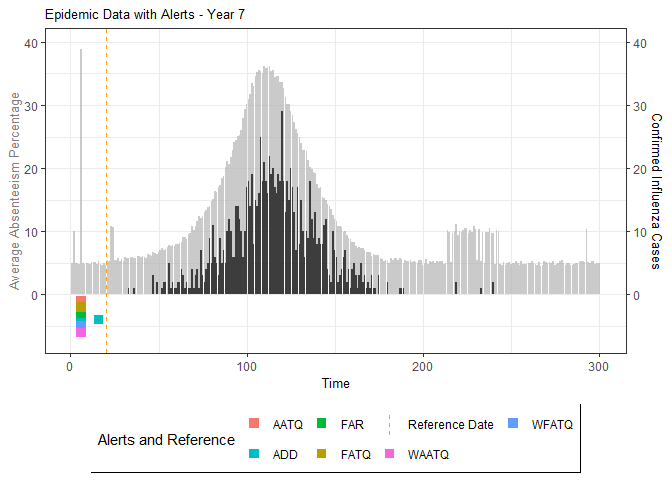 Epidemic Data with Alerts - Year 7
40
30
20
10
0
40
30
20
10
0
Average Absenteeism Percentage
Confirmed Influenza Cases
0
100
200
300
Time
Alerts and Reference
AATQ
FAR
Reference Date
WFATQ
ADD
FATQ
WAATQ